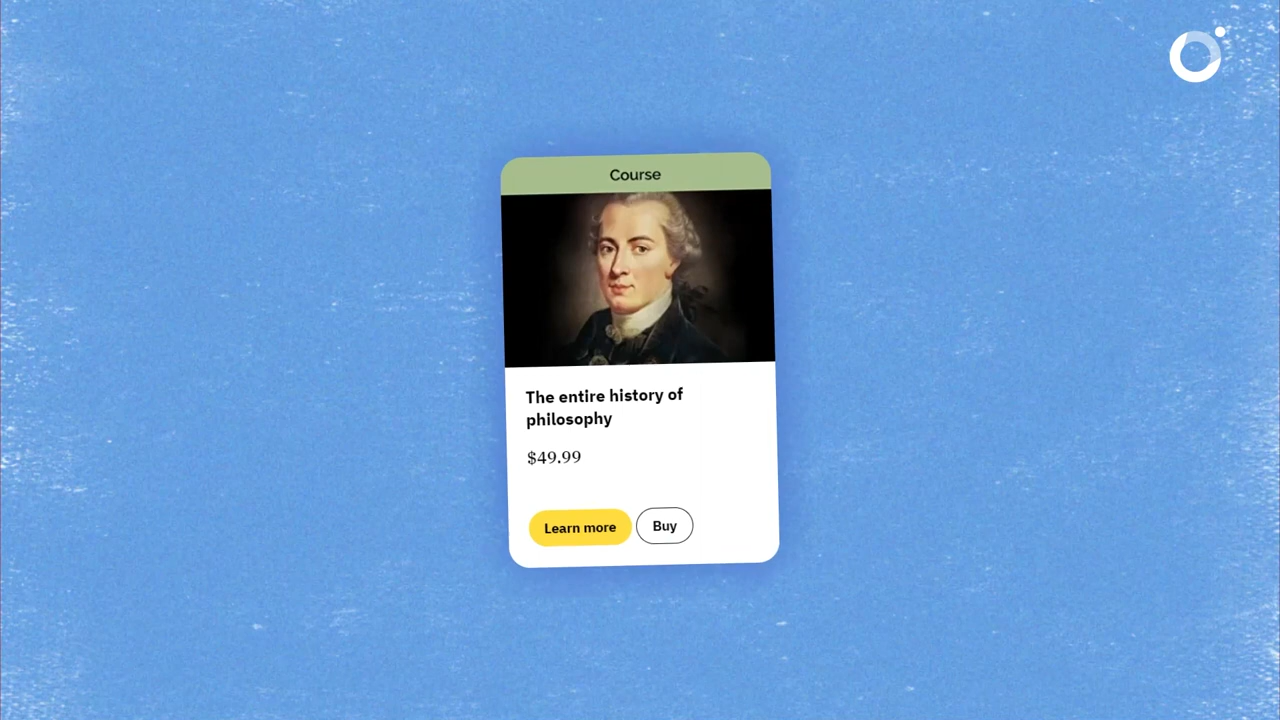 Course
The entire history of
philosophy
$49.99
Learn more
Buy